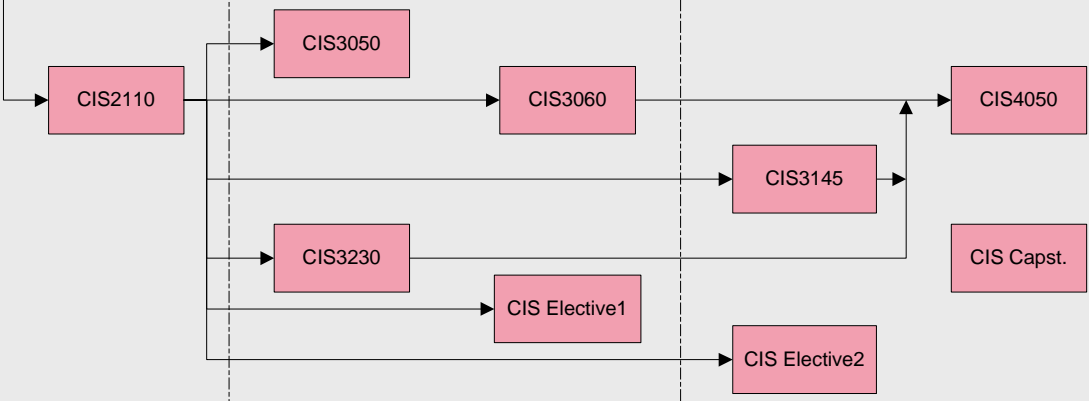 CIS3050
CIS2110
CIS3060
CIS4050
CIS3145
CIS3230
CIS Capst.
CIS Elective1
CIS Elective2